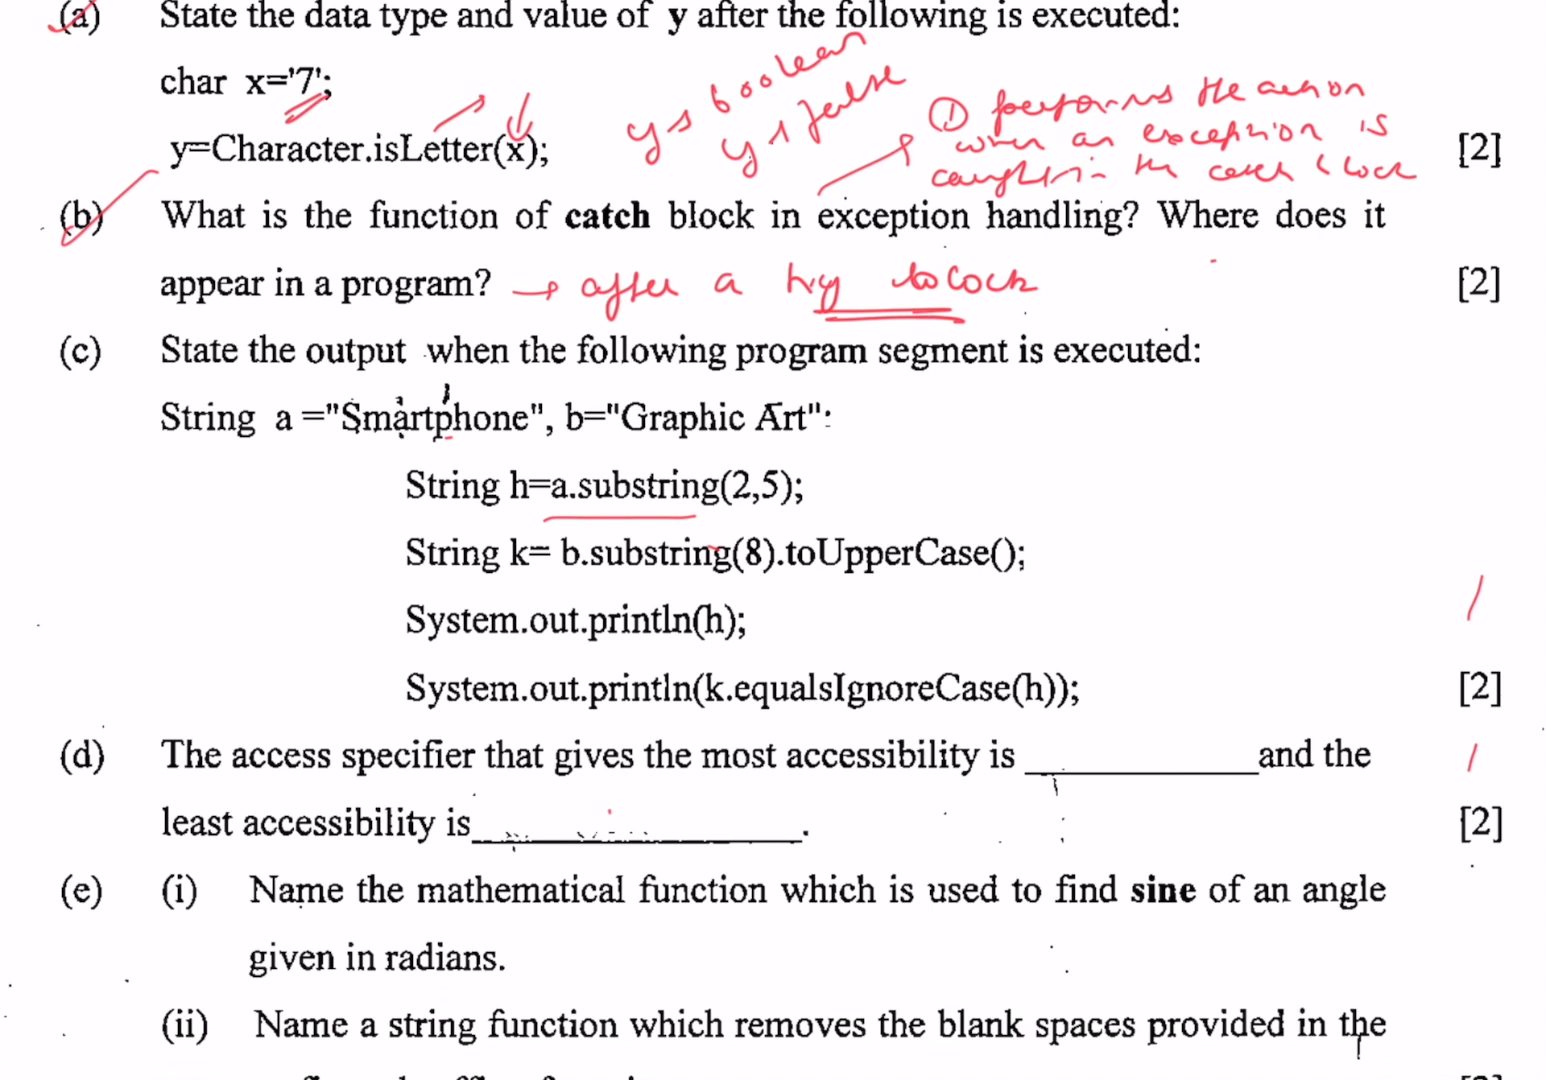 (a) State the data type and value of y after the following is executed:
char x='7';
y=Character.isLetter(x); [2]
y → boolean
y → false
① performs the action
when an exception is
caught in the catch block
(b) What is the function of catch block in exception handling? Where does it
appear in a program? → after a try block [2]
(c) State the output when the following program segment is executed:
String a ="Smartphone", b="Graphic Art":
String h=a.substring(2,5);
String k= b.substring(8).toUpperCase();
System.out.println(h);
System.out.println(k.equalsIgnoreCase(h)); [2]
(d) The access specifier that gives the most accessibility is ____________ and the
least accessibility is_________________. [2]
(e) (i) Name the mathematical function which is used to find sine of an angle
given in radians.
(ii) Name a string function which removes the blank spaces provided in the